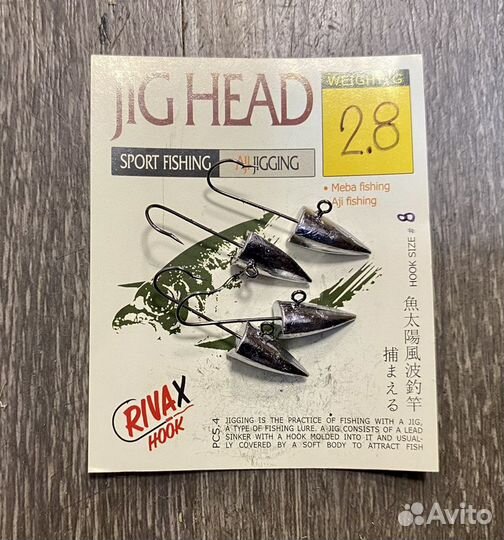 JIG HEAD
WEIGHT/G
2.8
SPORT FISHING AJI JIGGING
• Meba fishing
• Aji fishing
HOOK SIZE # 8
魚太陽風波釣竿
捕まえる
RIVAX
HOOK
PCS.4
JIGGING IS THE PRACTICE OF FISHING WITH A JIG,
A TYPE OF FISHING LURE. A JIG CONSISTS OF A LEAD
SINKER WITH A HOOK MOLDED INTO IT AND USUAL-
LY COVERED BY A SOFT BODY TO ATTRACT FISH
Avito